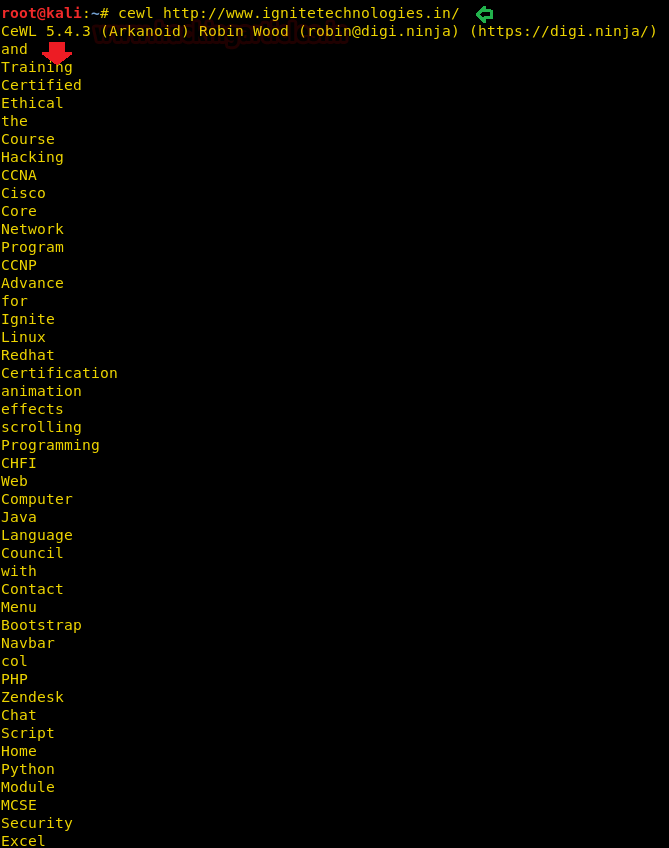 root@kali:~# cewl http://www.ignitetechnologies.in/
CeWL 5.4.3 (Arkanoid) Robin Wood (robin@digi.ninja) (https://digi.ninja/)
and
Training
Certified
Ethical
the
Course
Hacking
CCNA
Cisco
Core
Network
Program
CCNP
Advance
for
Ignite
Linux
Redhat
Certification
animation
effects
scrolling
Programming
CHFI
Web
Computer
Java
Language
Council
with
Contact
Menu
Bootstrap
Navbar
col
PHP
Zendesk
Chat
Script
Home
Python
Module
MCSE
Security
Excel